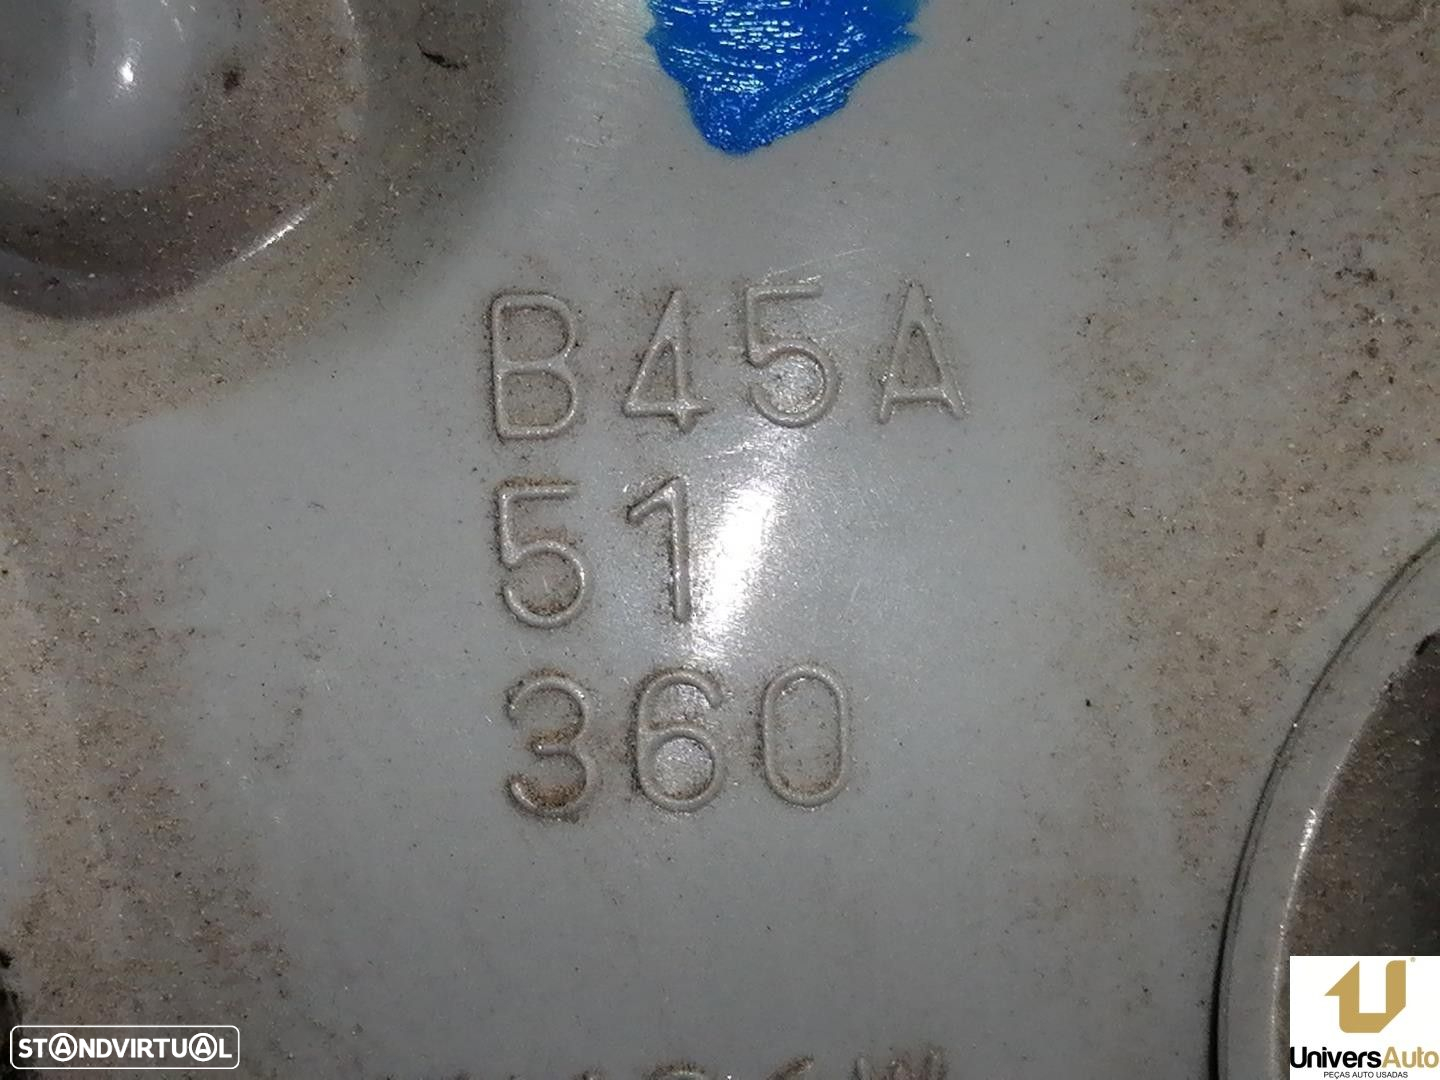 B45A
51
360
STANDVIRTUAL
UniversAuto
PEÇAS AUTO USADAS